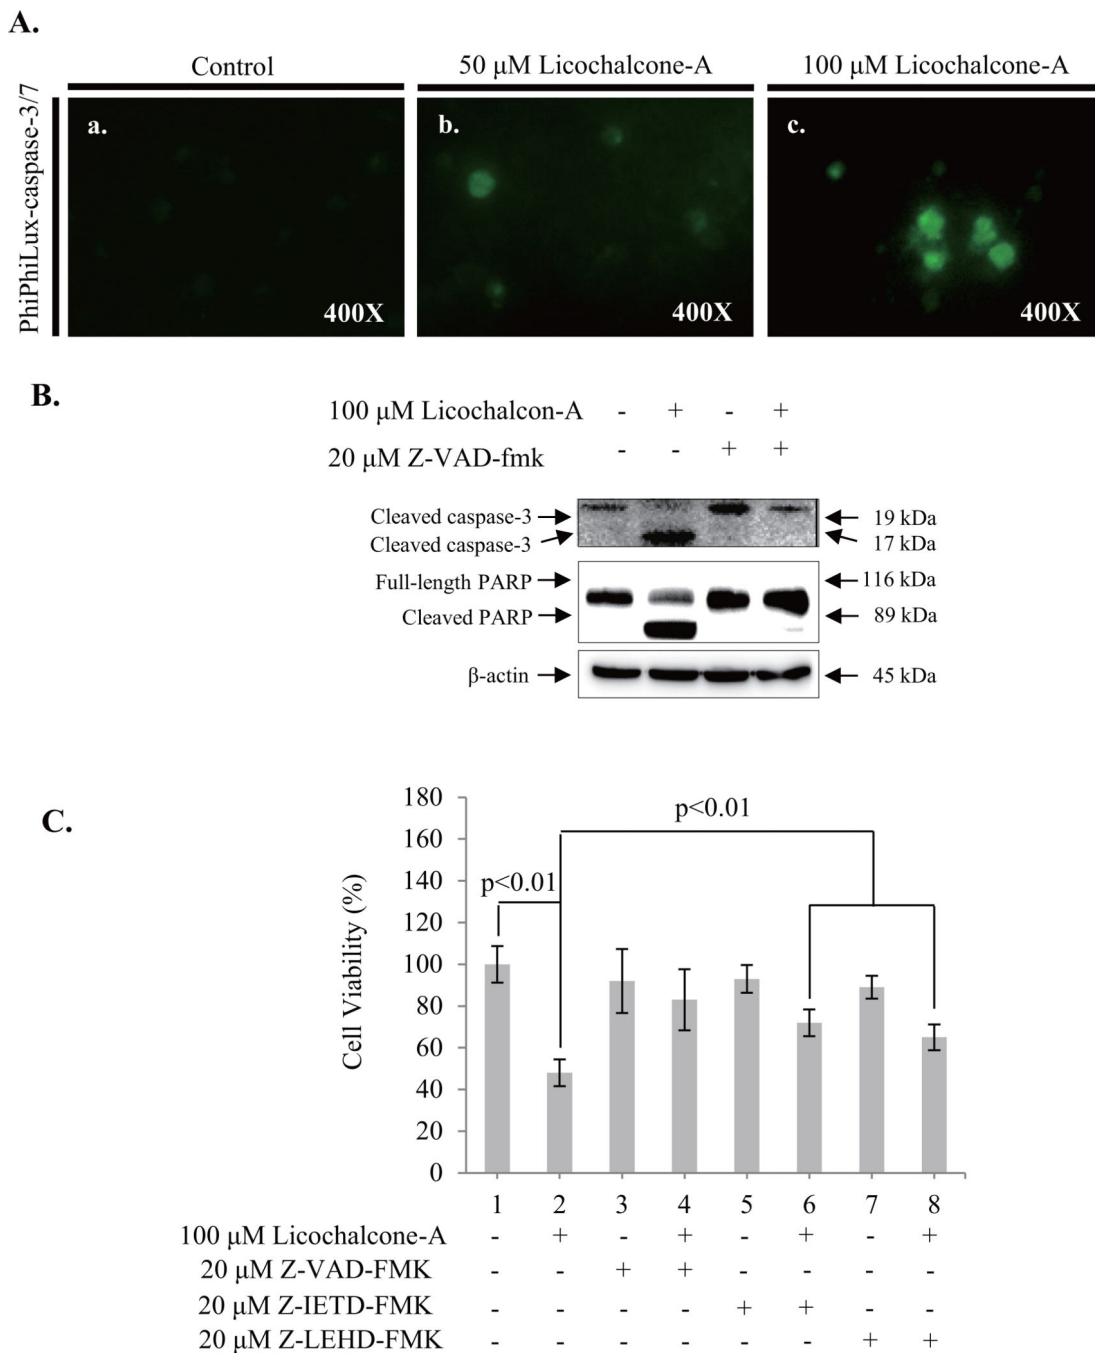 A.
Control 50 μM Licochalcone-A 100 μM Licochalcone-A
PhiPhiLux-caspase-3/7
a. b. c.
400X 400X 400X
B.
100 μM Licochalcon-A - + - +
20 μM Z-VAD-fmk - - + +
Cleaved caspase-3 19 kDa
Cleaved caspase-3 17 kDa
Full-length PARP 116 kDa
Cleaved PARP 89 kDa
β-actin 45 kDa
C.
Cell Viability (%)
180
160
140
120
100
80
60
40
20
0
p<0.01
p<0.01
1 2 3 4 5 6 7 8
100 μM Licochalcone-A - + - + - + - +
20 μM Z-VAD-FMK - - + + - - - -
20 μM Z-IETD-FMK - - - - + + - -
20 μM Z-LEHD-FMK - - - - - - + +